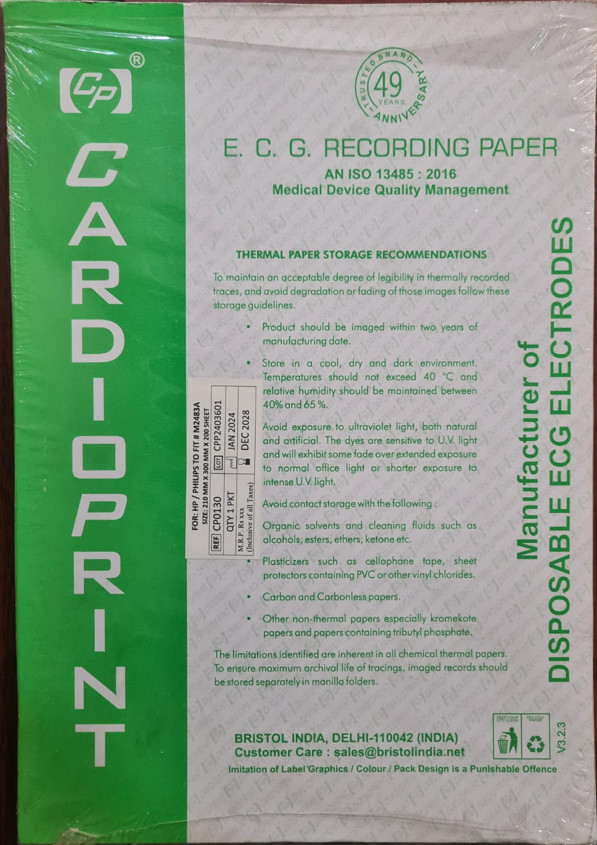 CP ®
CARDIOPRINT
TRUSTED BRAND
49
YEARS
ANNIVERSARY
E. C. G. RECORDING PAPER
AN ISO 13485 : 2016
Medical Device Quality Management
THERMAL PAPER STORAGE RECOMMENDATIONS
To maintain an acceptable degree of legibility in thermally recorded
traces, and avoid degradation or fading of those images follow these
storage guidelines.
• Product should be imaged within two years of
manufacturing date.
• Store in a cool, dry and dark environment.
Temperatures should not exceed 40 °C and
relative humidity should be maintained between
40% and 65 %.
Avoid exposure to ultraviolet light, both natural
and artificial. The dyes are sensitive to U.V. light
and will exhibit some fade over extended exposure
to normal office light or shorter exposure to
intense U.V. light.
Avoid contact storage with the following :
Organic solvents and cleaning fluids such as
alcohols, esters, ethers, ketone etc.
• Plasticizers such as cellophane tape, sheet
protectors containing PVC or other vinyl chlorides.
• Carbon and Carbonless papers.
• Other non-thermal papers especially kromekote
papers and papers containing tributyl phosphate.
The limitations identified are inherent in all chemical thermal papers.
To ensure maximum archival life of tracings, imaged records should
be stored separately in manilla folders.
FOR: HP / PHILIPS TO FIT # M2483A
SIZE: 210 MM X 300 MM X 200 SHEET
REF CP0130 LOT CPP2403601
QTY 1 PKT JAN 2024
M.R.P. Rs xxx DEC 2028
(Inclusive of all Taxes)
Manufacturer of
DISPOSABLE ECG ELECTRODES
BRISTOL INDIA, DELHI-110042 (INDIA)
Customer Care : sales@bristolindia.net
Imitation of Label Graphics / Colour / Pack Design is a Punishable Offence
V3.2.3